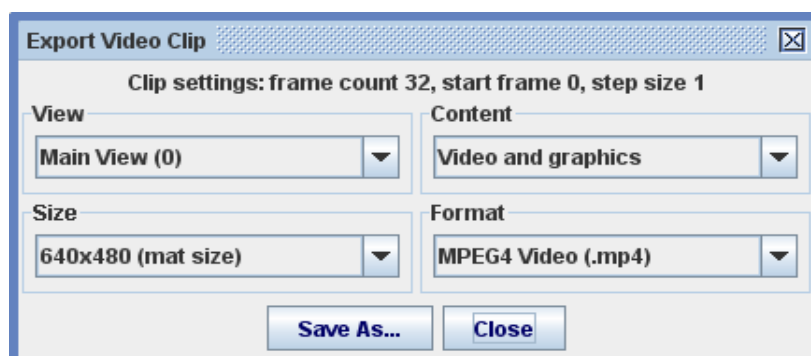 Export Video Clip
Clip settings: frame count 32, start frame 0, step size 1
View
Content
Main View (0)
Video and graphics
Size
Format
640x480 (mat size)
MPEG4 Video (.mp4)
Save As...
Close